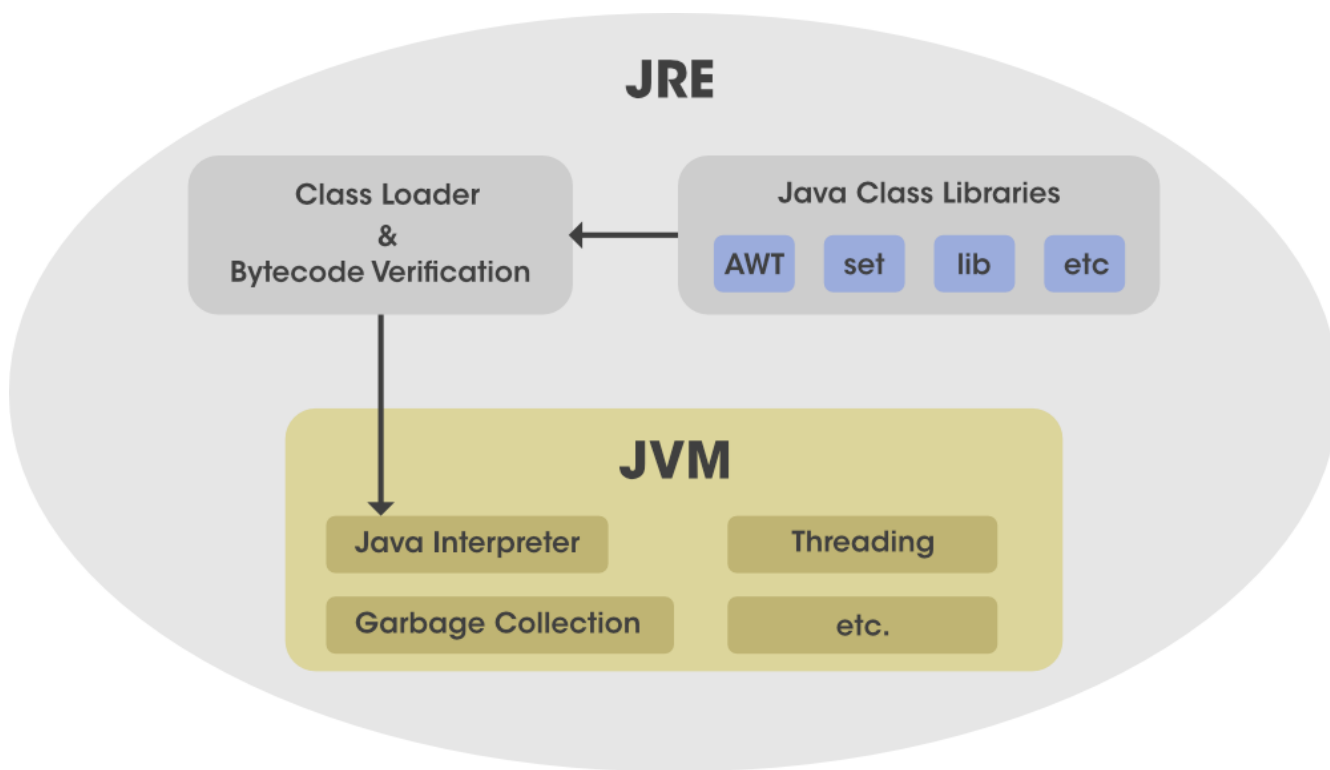 JRE
Class Loader
&
Bytecode Verification
Java Class Libraries
AWT
set
lib
etc
JVM
Java Interpreter
Threading
Garbage Collection
etc.